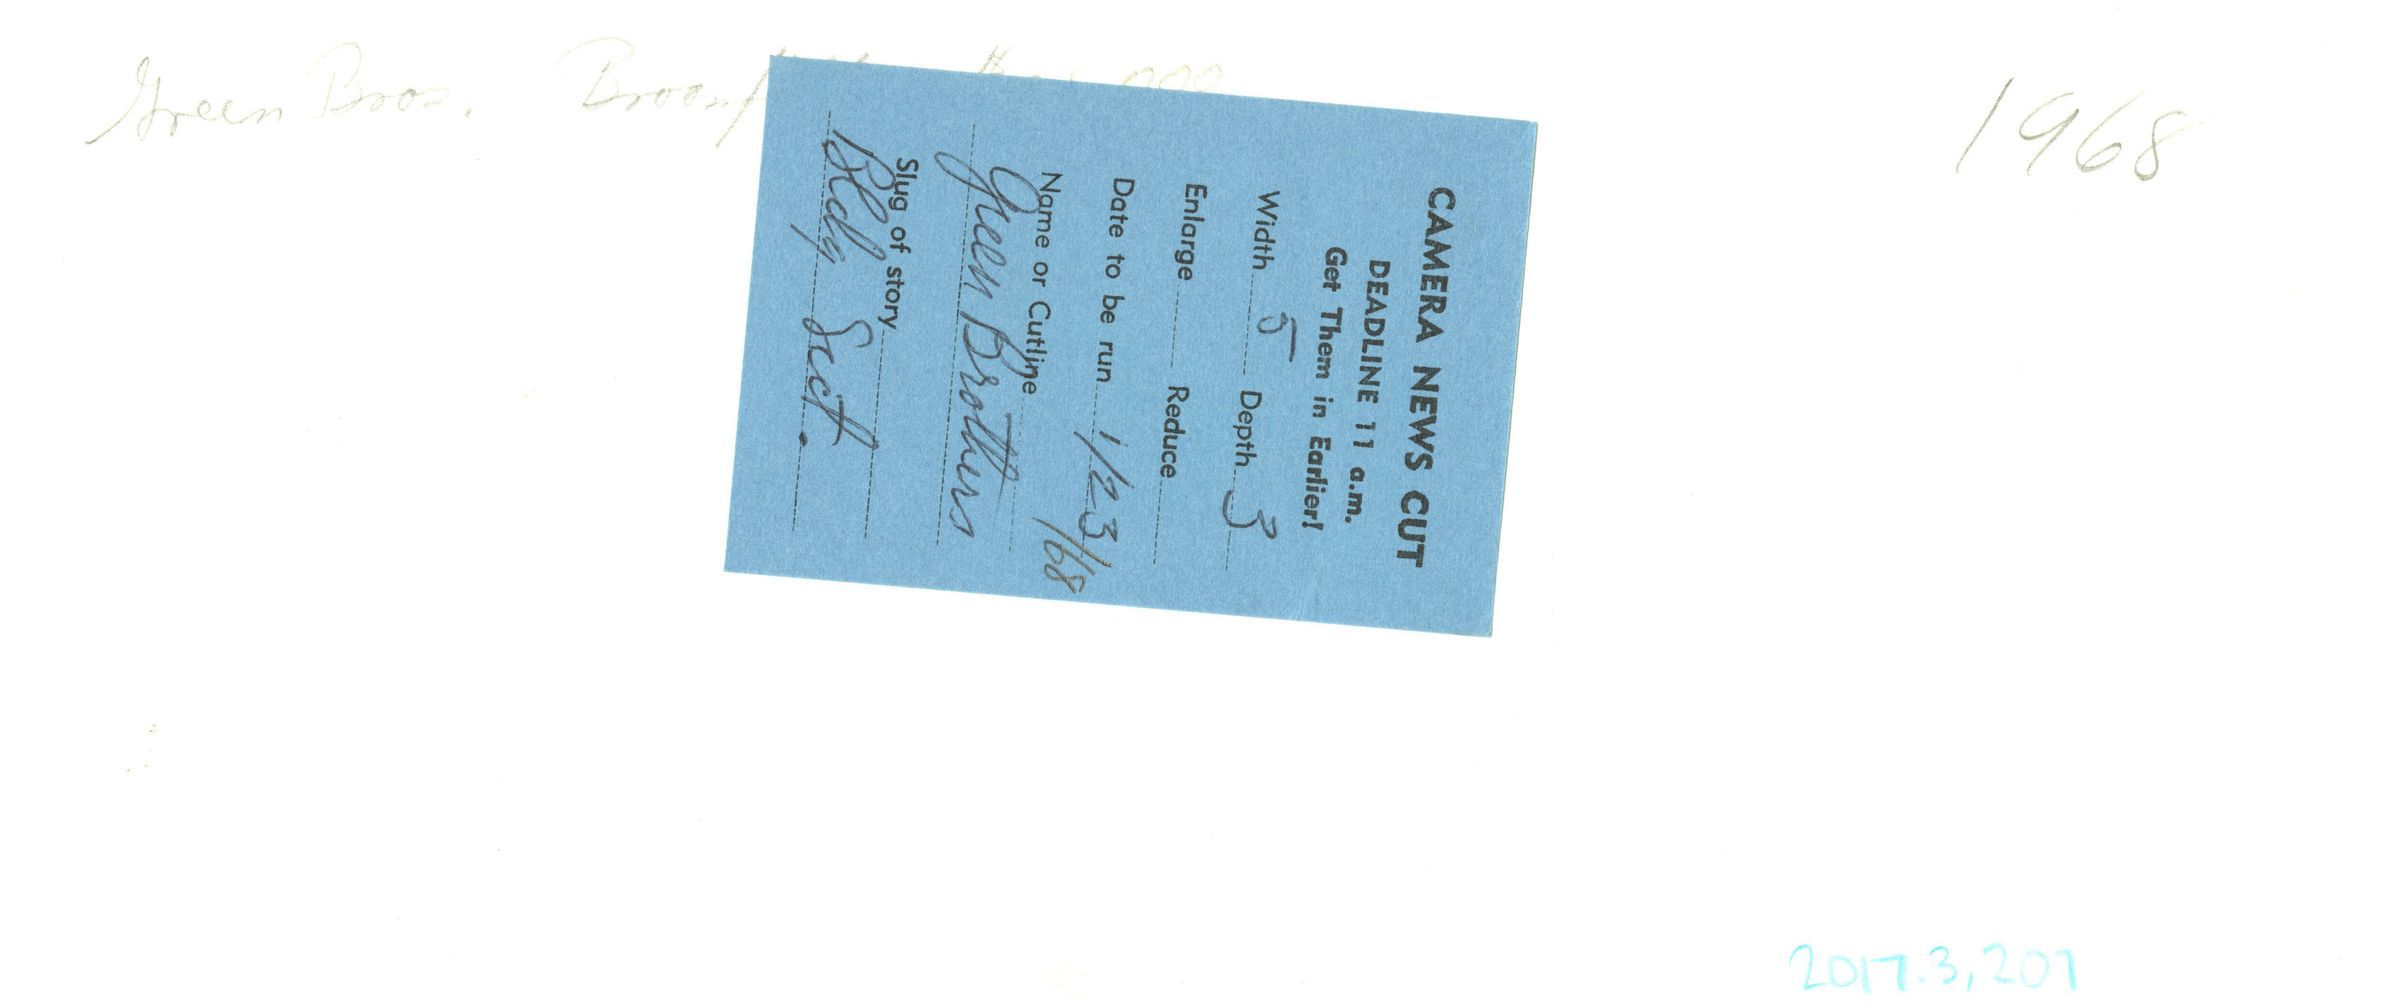 Green Bros.
1968
CAMERA NEWS CUT
DEADLINE 11 a.m.
Get Them in Earlier!
Width 5 Depth 3
Enlarge Reduce
Date to be run 1/23/68
Name or Cutline
Green Brothers
Slug of story
Bldg Sect.
2017.3.207